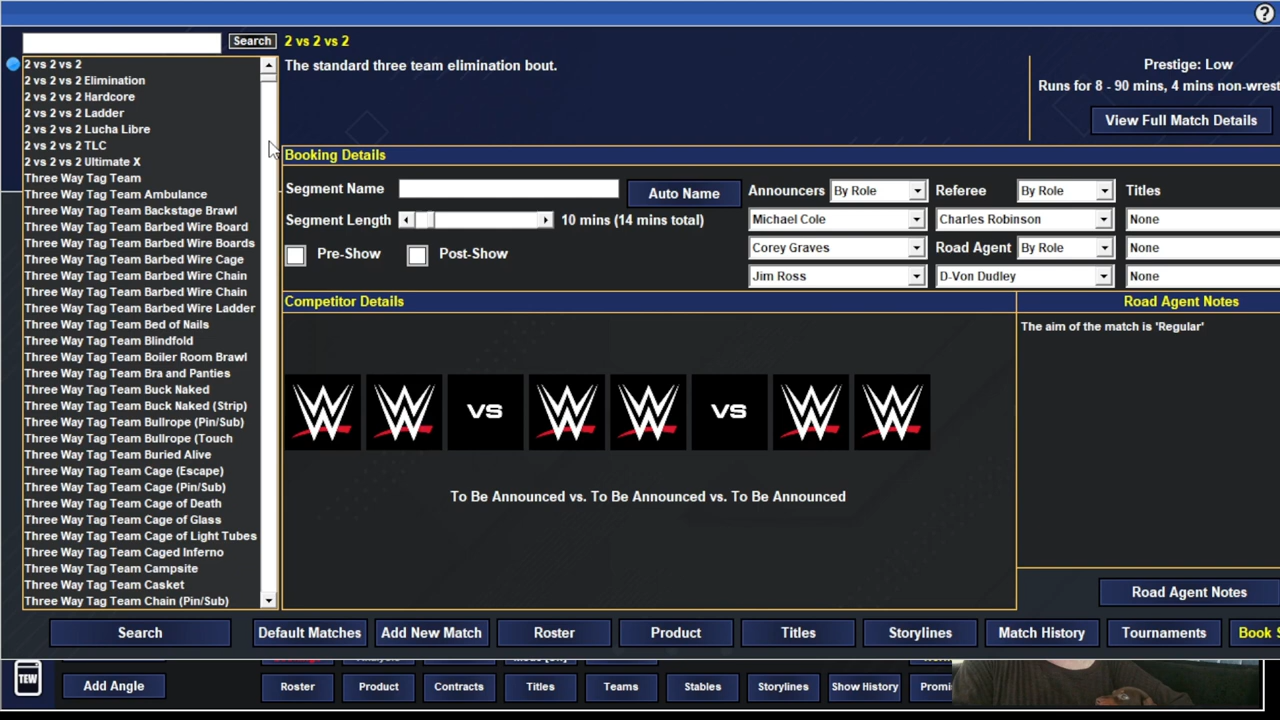 ?
Search
2 vs 2 vs 2
2 vs 2 vs 2
2 vs 2 vs 2 Elimination
2 vs 2 vs 2 Hardcore
2 vs 2 vs 2 Ladder
2 vs 2 vs 2 Lucha Libre
2 vs 2 vs 2 TLC
2 vs 2 vs 2 Ultimate X
Three Way Tag Team
Three Way Tag Team Ambulance
Three Way Tag Team Backstage Brawl
Three Way Tag Team Barbed Wire Board
Three Way Tag Team Barbed Wire Boards
Three Way Tag Team Barbed Wire Cage
Three Way Tag Team Barbed Wire Chain
Three Way Tag Team Barbed Wire Chain
Three Way Tag Team Barbed Wire Ladder
Three Way Tag Team Bed of Nails
Three Way Tag Team Blindfold
Three Way Tag Team Boiler Room Brawl
Three Way Tag Team Bra and Panties
Three Way Tag Team Buck Naked
Three Way Tag Team Buck Naked (Strip)
Three Way Tag Team Bullrope (Pin/Sub)
Three Way Tag Team Bullrope (Touch
Three Way Tag Team Buried Alive
Three Way Tag Team Cage (Escape)
Three Way Tag Team Cage (Pin/Sub)
Three Way Tag Team Cage of Death
Three Way Tag Team Cage of Glass
Three Way Tag Team Cage of Light Tubes
Three Way Tag Team Caged Inferno
Three Way Tag Team Campsite
Three Way Tag Team Casket
Three Way Tag Team Chain (Pin/Sub)
The standard three team elimination bout.
Prestige: Low
Runs for 8 - 90 mins, 4 mins non-wrest
View Full Match Details
Booking Details
Segment Name
Auto Name
Segment Length
10 mins (14 mins total)
Pre-Show
Post-Show
Announcers
By Role
Michael Cole
Corey Graves
Jim Ross
Referee
By Role
Charles Robinson
Road Agent
By Role
D-Von Dudley
Titles
None
None
None
Competitor Details
VS
VS
To Be Announced vs. To Be Announced vs. To Be Announced
Road Agent Notes
The aim of the match is 'Regular'
Road Agent Notes
Search
Default Matches
Add New Match
Roster
Product
Titles
Storylines
Match History
Tournaments
Book S
TEW
Add Angle
Roster
Product
Contracts
Titles
Teams
Stables
Storylines
Show History
Promi